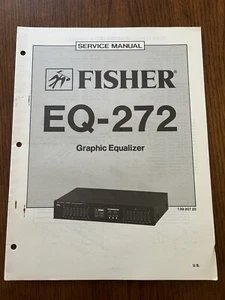 SERVICE MANUAL
FISHER
EQ-272
Graphic Equalizer
U.S.